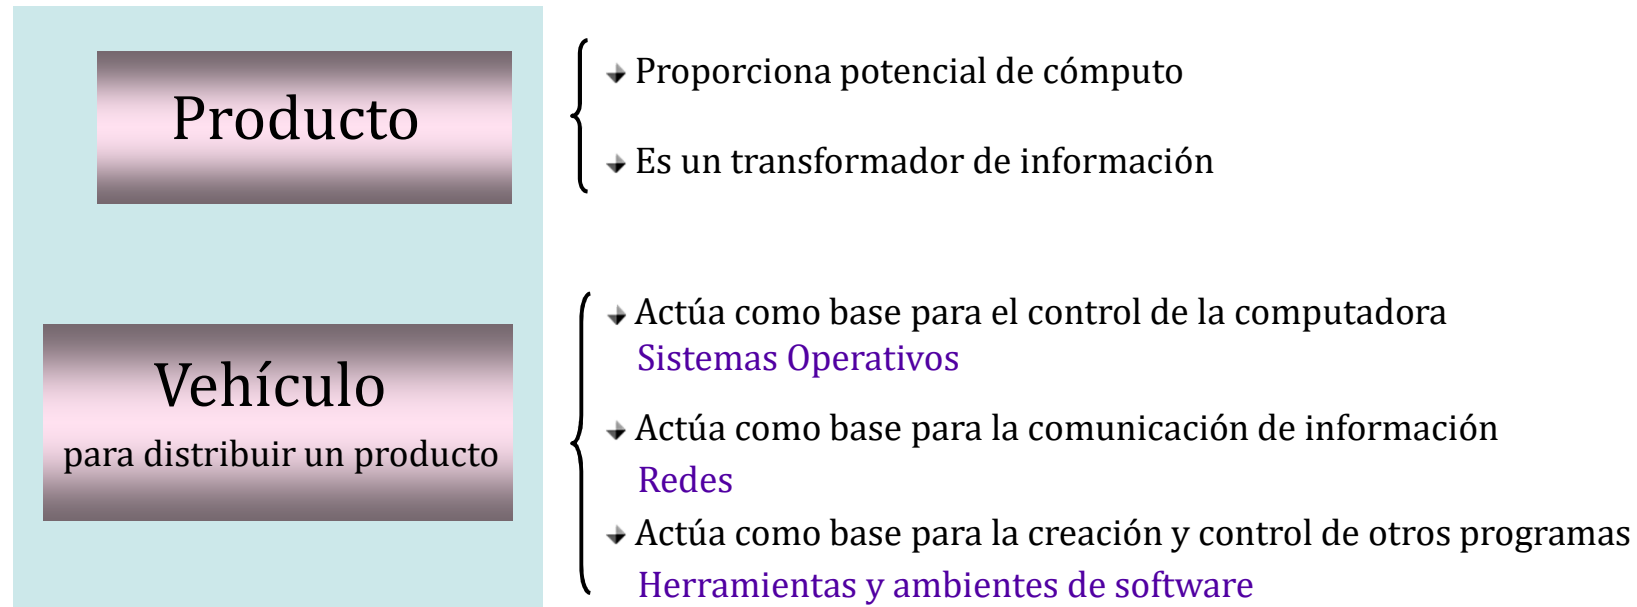 Producto
Proporciona potencial de cómputo
Es un transformador de información
Vehículo
para distribuir un producto
Actúa como base para el control de la computadora
Sistemas Operativos
Actúa como base para la comunicación de información
Redes
Actúa como base para la creación y control de otros programas
Herramientas y ambientes de software